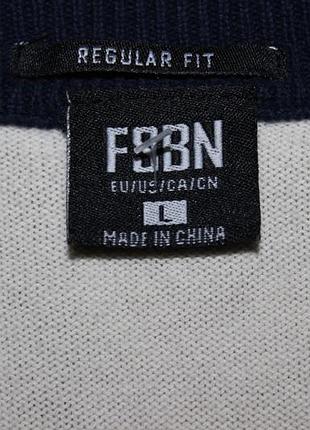 REGULAR FIT
FSBN
EU/US/CA/CN
L
MADE IN CHINA